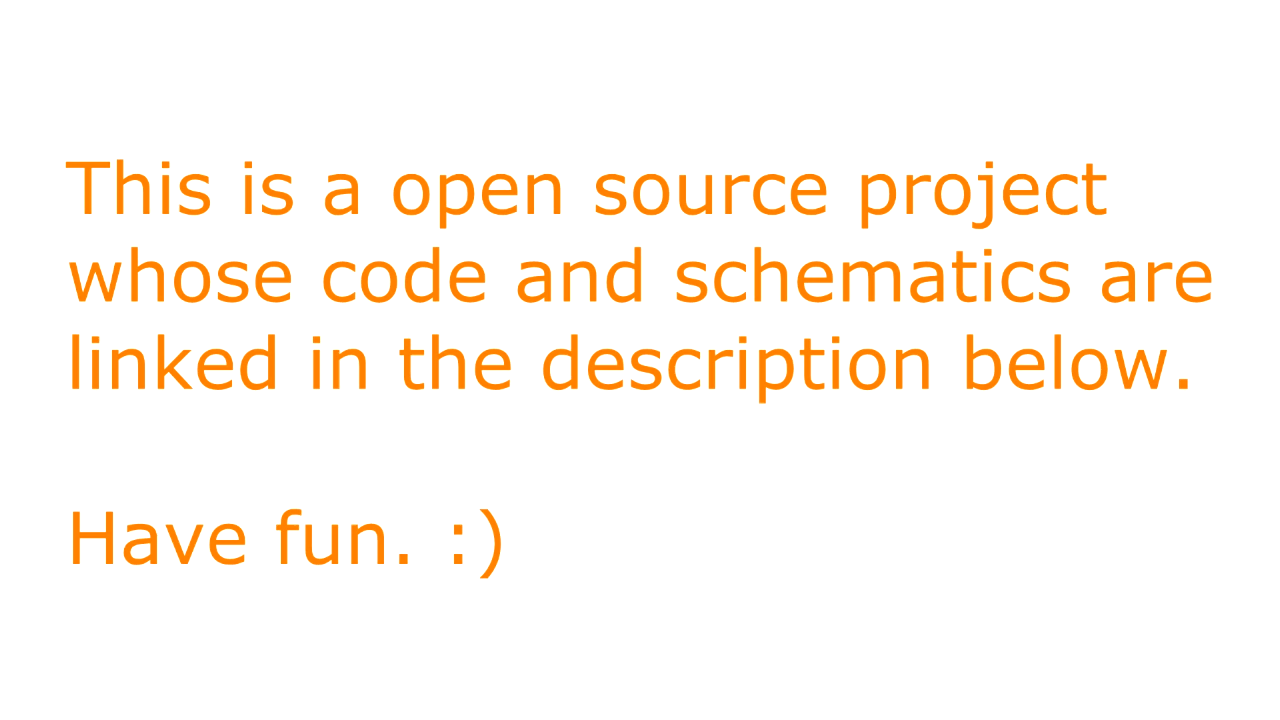 This is a open source project
whose code and schematics are
linked in the description below.
Have fun. :)